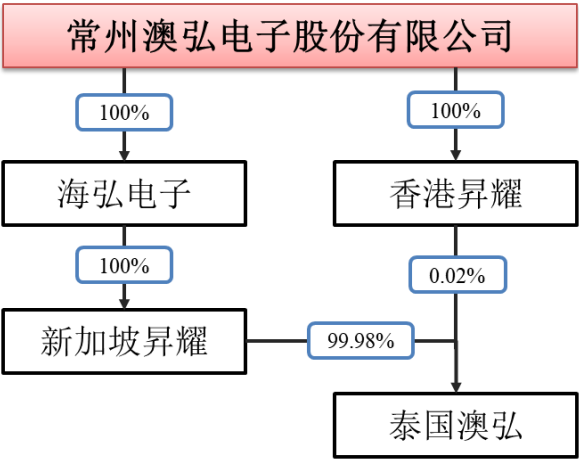 常州澳弘电子股份有限公司
100%
100%
海弘电子
香港昇耀
100%
0.02%
新加坡昇耀
99.98%
泰国澳弘